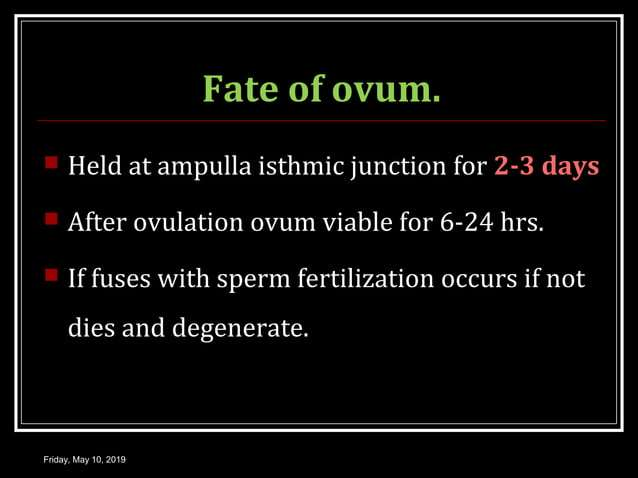 Fate of ovum.
Held at ampulla isthmic junction for 2-3 days
After ovulation ovum viable for 6-24 hrs.
If fuses with sperm fertilization occurs if not
dies and degenerate.
Friday, May 10, 2019